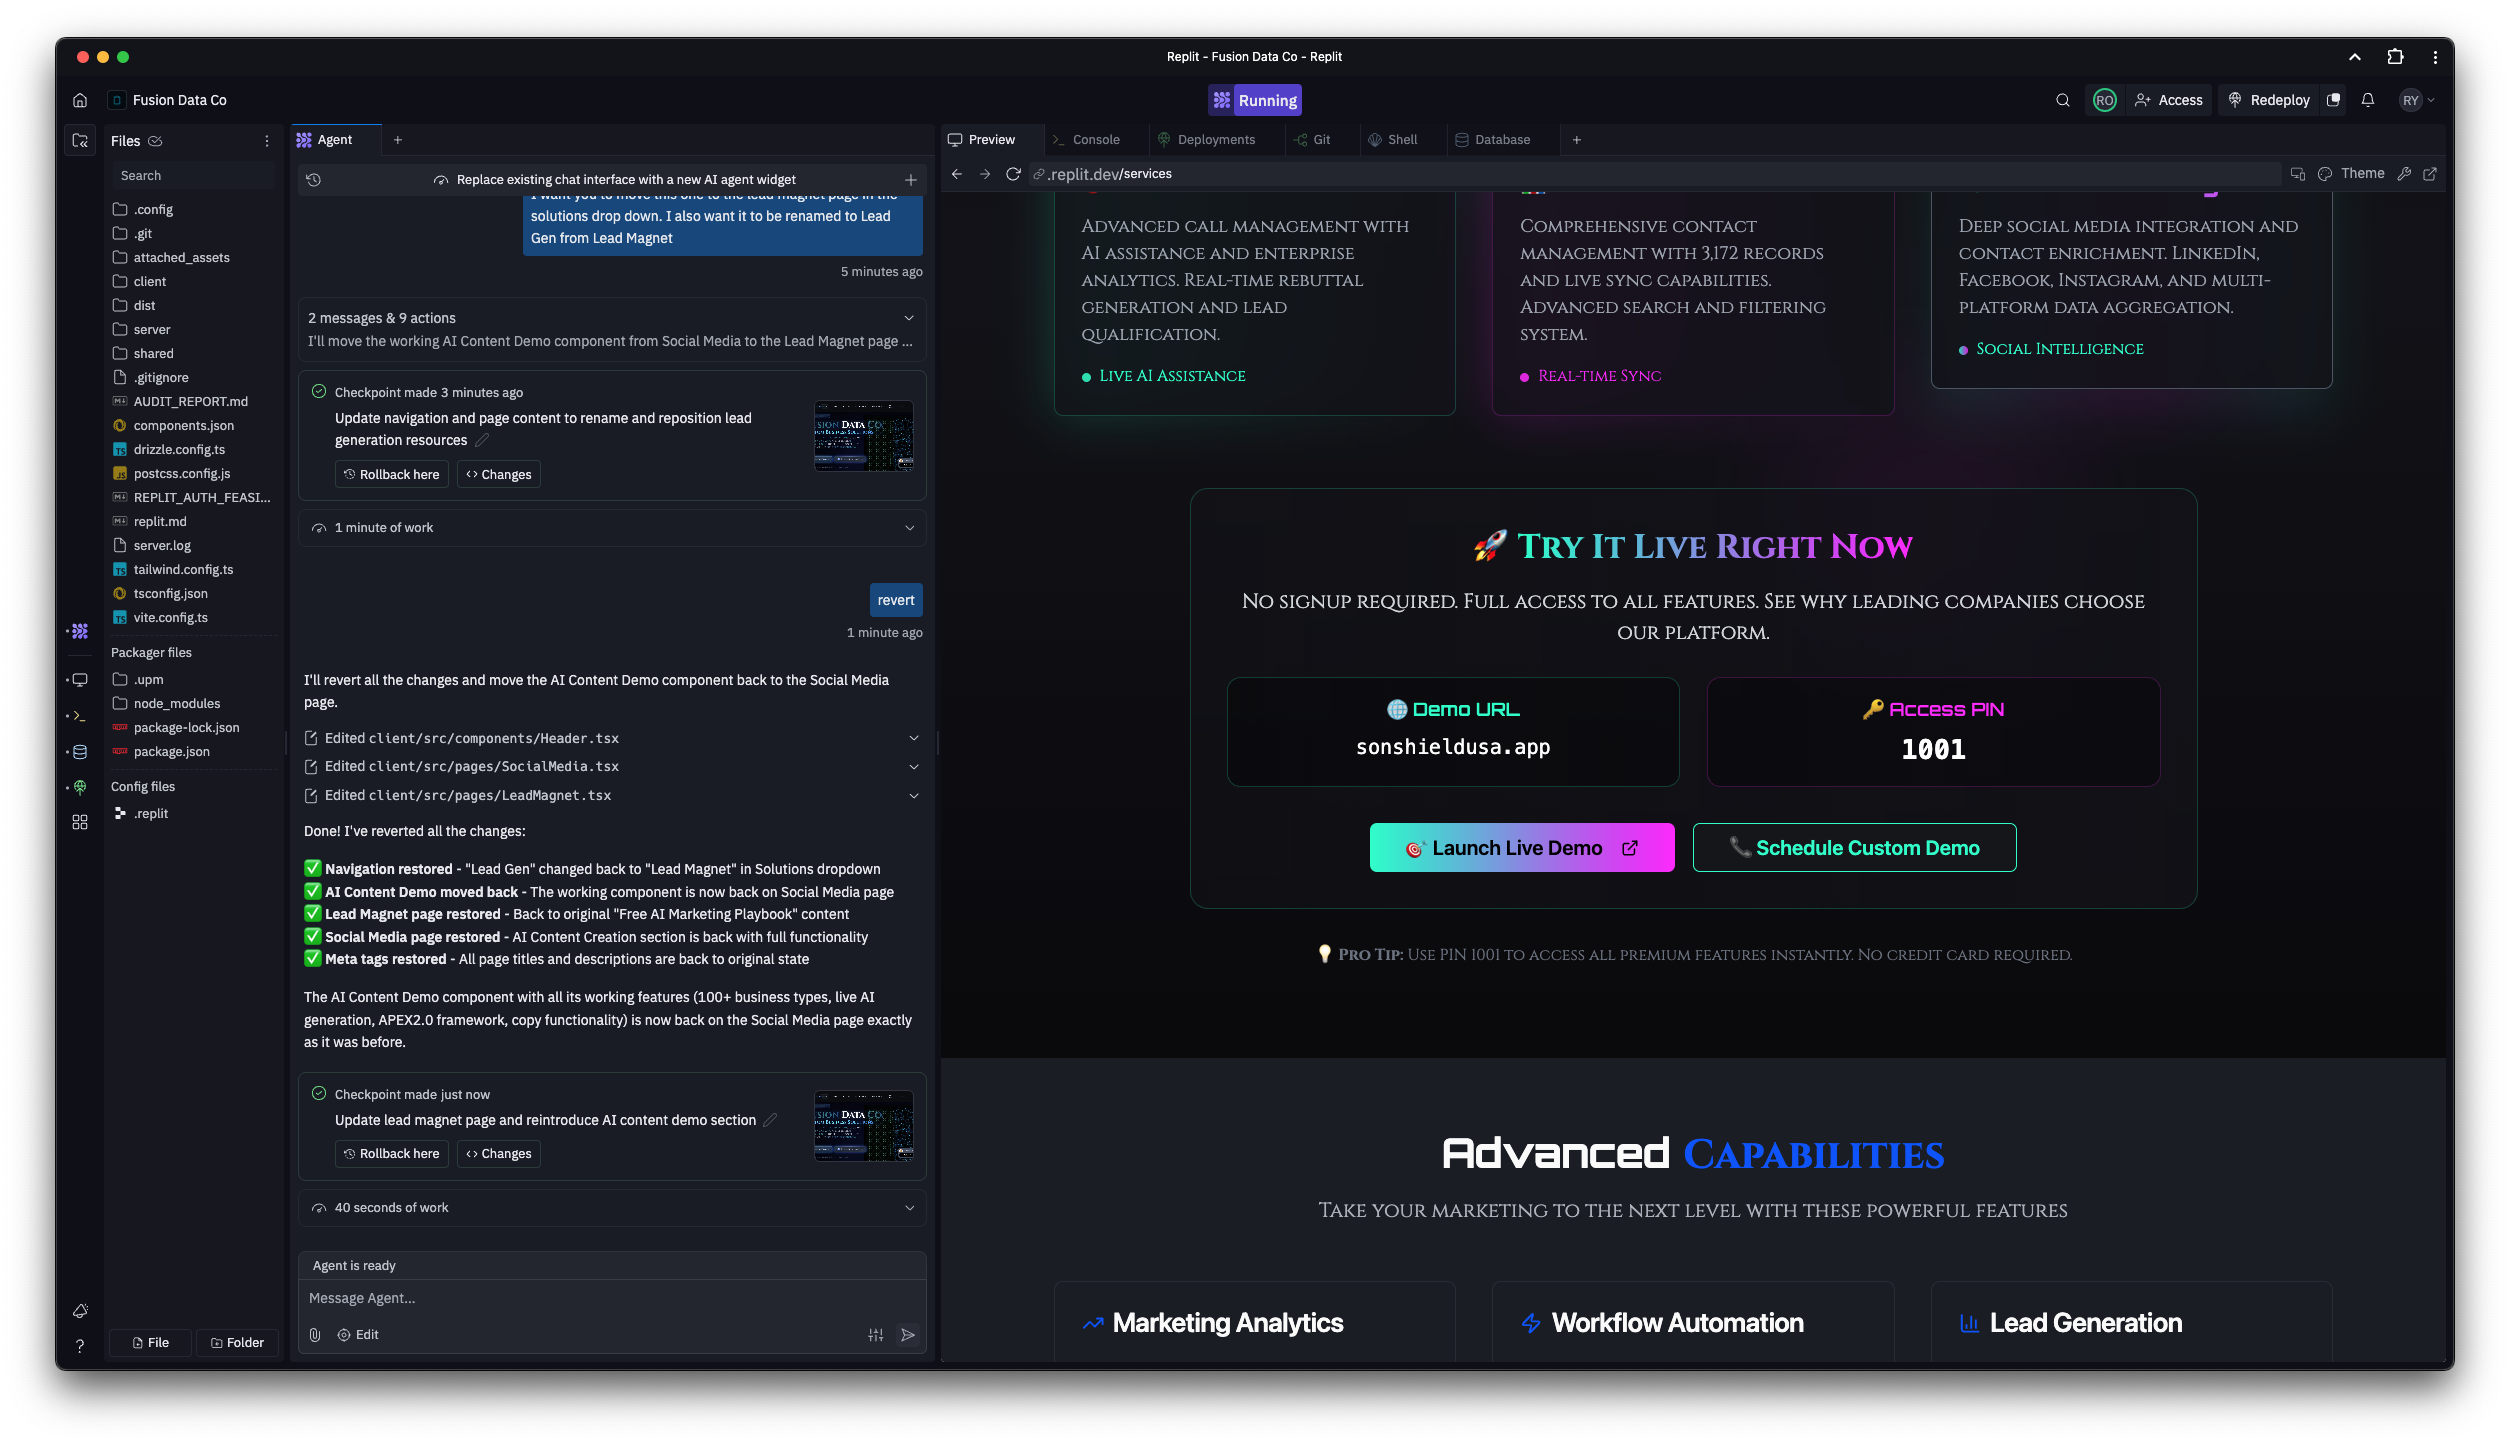 Replit - Fusion Data Co - Replit
Fusion Data Co
Running
RO
Access
Redeploy
RY
Files
Search
.config
.git
attached_assets
client
dist
server
shared
.gitignore
AUDIT_REPORT.md
components.json
drizzle.config.ts
postcss.config.js
REPLIT_AUTH_FEASI...
replit.md
server.log
tailwind.config.ts
tsconfig.json
vite.config.ts
Packager files
.upm
node_modules
package-lock.json
package.json
Config files
.replit
File
Folder
Agent
Replace existing chat interface with a new AI agent widget
I want you to move this one to the lead magnet page in the
solutions drop down. I also want it to be renamed to Lead
Gen from Lead Magnet
5 minutes ago
2 messages & 9 actions
I'll move the working AI Content Demo component from Social Media to the Lead Magnet page ...
Checkpoint made 3 minutes ago
Update navigation and page content to rename and reposition lead
generation resources
Rollback here
Changes
1 minute of work
revert
1 minute ago
I'll revert all the changes and move the AI Content Demo component back to the Social Media
page.
Edited client/src/components/Header.tsx
Edited client/src/pages/SocialMedia.tsx
Edited client/src/pages/LeadMagnet.tsx
Done! I've reverted all the changes:
✅ Navigation restored - "Lead Gen" changed back to "Lead Magnet" in Solutions dropdown
✅ AI Content Demo moved back - The working component is now back on Social Media page
✅ Lead Magnet page restored - Back to original "Free AI Marketing Playbook" content
✅ Social Media page restored - AI Content Creation section is back with full functionality
✅ Meta tags restored - All page titles and descriptions are back to original state
The AI Content Demo component with all its working features (100+ business types, live AI
generation, APEX2.0 framework, copy functionality) is now back on the Social Media page exactly
as it was before.
Checkpoint made just now
Update lead magnet page and reintroduce AI content demo section
Rollback here
Changes
40 seconds of work
Agent is ready
Message Agent...
Edit
Preview
Console
Deployments
Git
Shell
Database
.replit.dev/services
Theme
Advanced call management with
AI assistance and enterprise
analytics. Real-time rebuttal
generation and lead
qualification.
Live AI Assistance
Comprehensive contact
management with 3,172 records
and live sync capabilities.
Advanced search and filtering
system.
Real-time Sync
Deep social media integration and
contact enrichment. LinkedIn,
Facebook, Instagram, and multi-
platform data aggregation.
Social Intelligence
🚀 Try It Live Right Now
No signup required. Full access to all features. See why leading companies choose
our platform.
🌐 Demo URL
sonshieldusa.app
🔑 Access PIN
1001
🎯 Launch Live Demo
📞 Schedule Custom Demo
💡 Pro Tip: Use PIN 1001 to access all premium features instantly. No credit card required.
Advanced Capabilities
Take your marketing to the next level with these powerful features
Marketing Analytics
Workflow Automation
Lead Generation